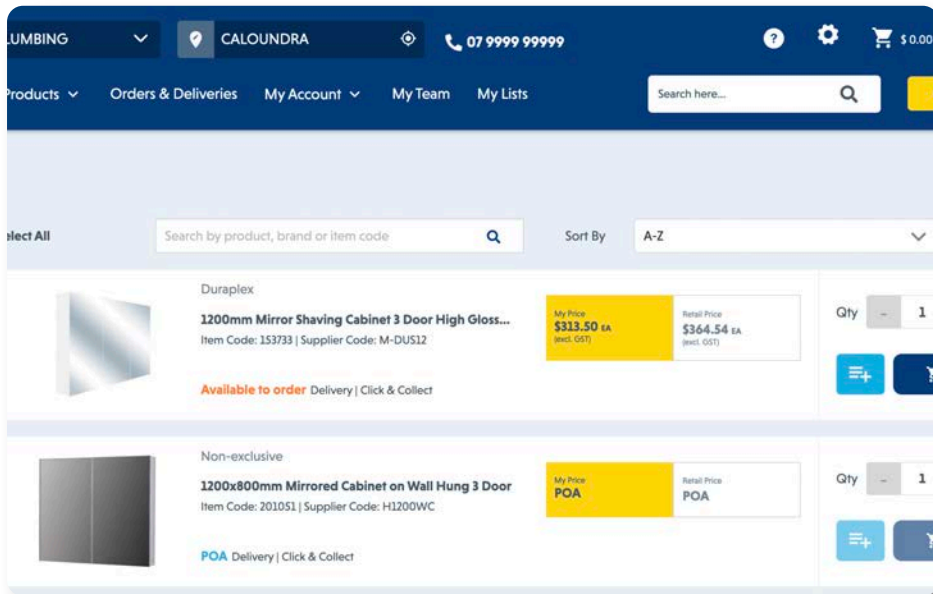 LUMBING
CALOUNDRA
07 9999 99999
?
$0.00
Products
Orders & Deliveries
My Account
My Team
My Lists
Search here...
elect All
Search by product, brand or item code
Sort By
A-Z
Duraplex
1200mm Mirror Shaving Cabinet 3 Door High Gloss...
Item Code: 153733 | Supplier Code: M-DUS12
Available to order Delivery | Click & Collect
My Price
$313.50 EA
(excl. GST)
Retail Price
$364.54 EA
(excl. GST)
Qty - 1
Non-exclusive
1200x800mm Mirrored Cabinet on Wall Hung 3 Door
Item Code: 201051 | Supplier Code: H1200WC
POA Delivery | Click & Collect
My Price
POA
Retail Price
POA
Qty - 1